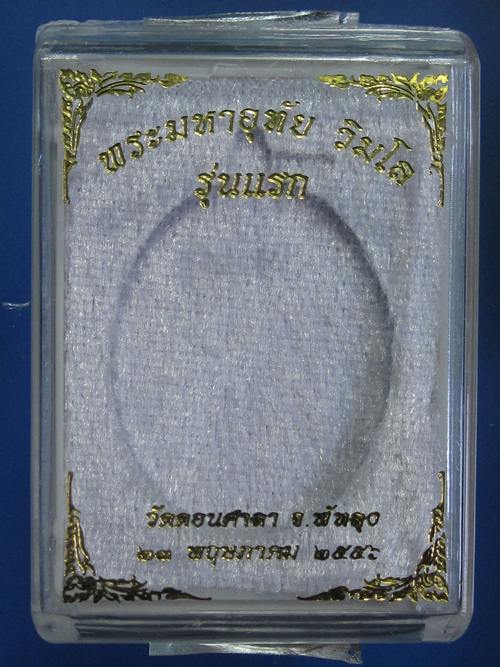 พระมหาอุทัย วิมโล
รุ่นแรก
วัดดอนศาลา จ.พัทลุง
๒๓ พฤษภาคม ๒๕๕๖